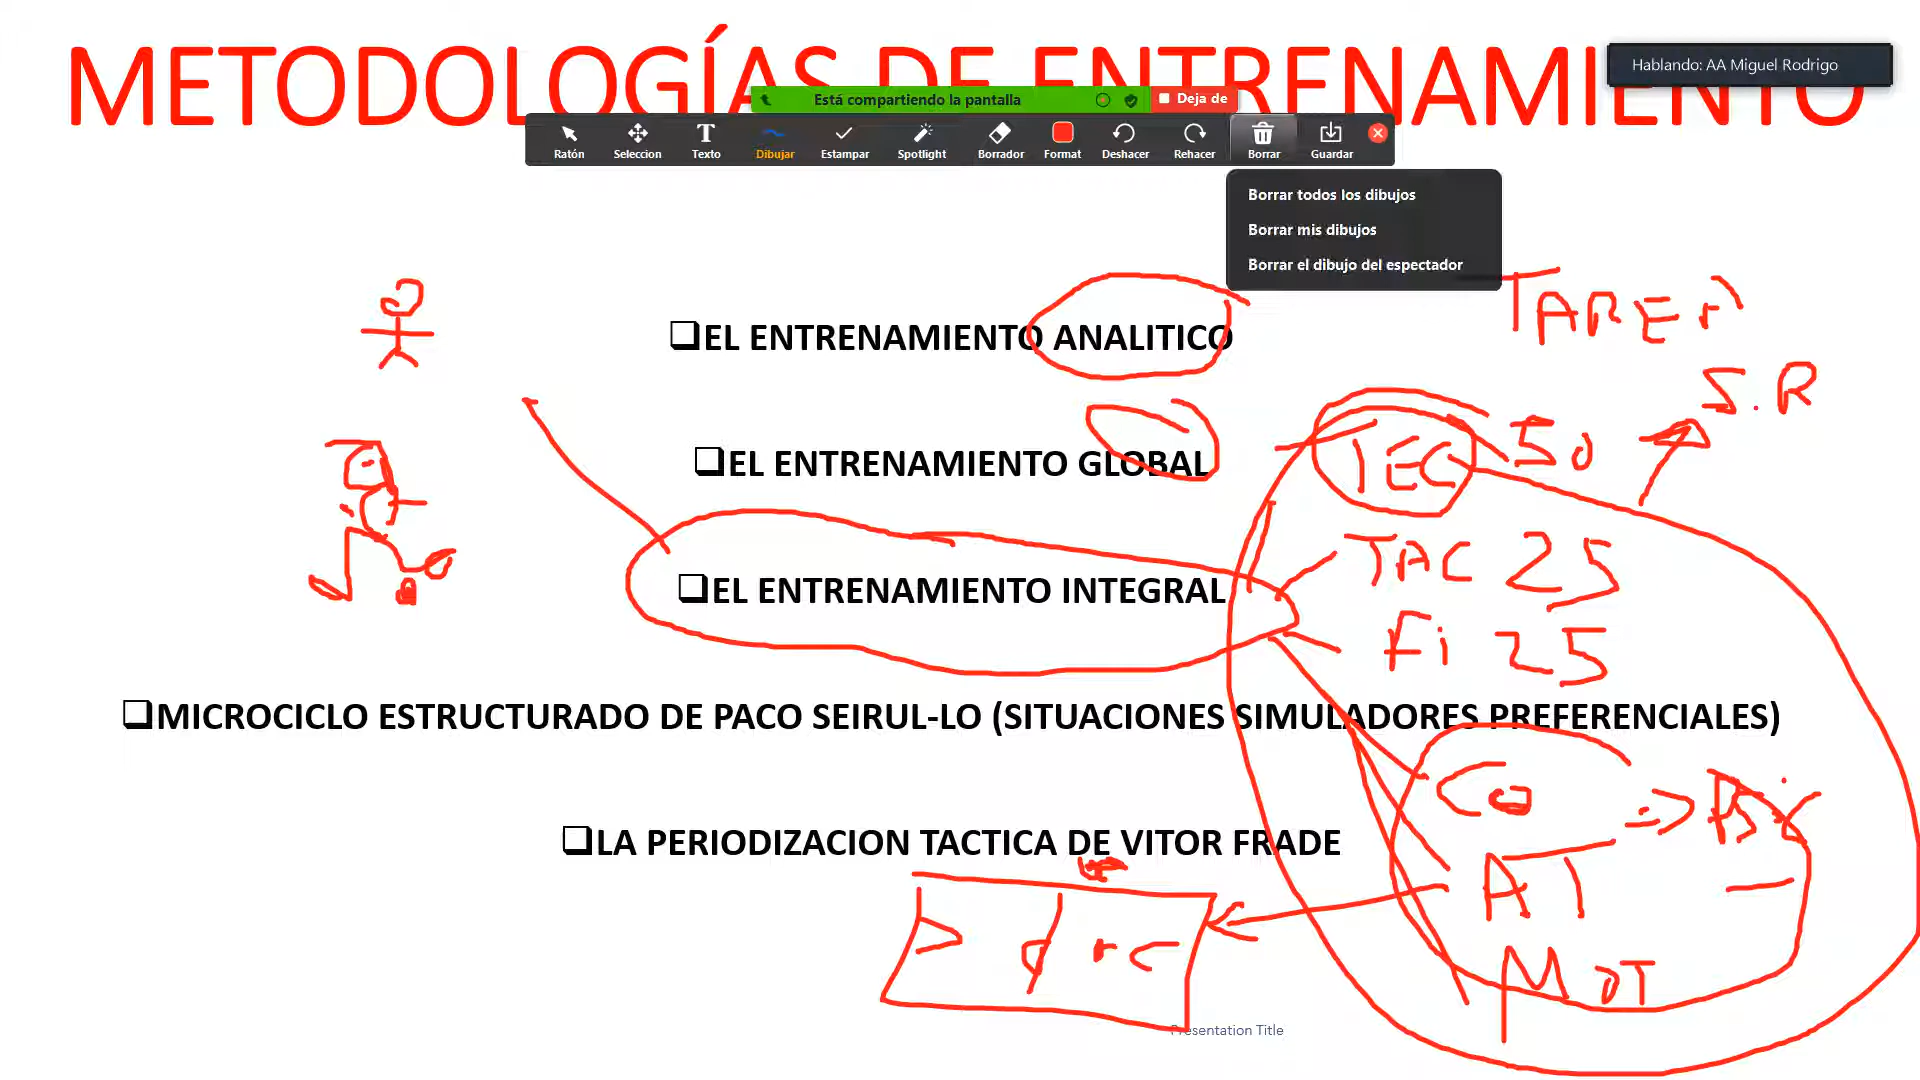 METODOLOGÍAS DE ENTRENAMIENTO
Hablando: AA Miguel Rodrigo
Está compartiendo la pantalla
Deja de
Ratón Seleccion Texto Dibujar Estampar Spotlight Borrador Format Deshacer Rehacer Borrar Guardar
Borrar todos los dibujos
Borrar mis dibujos
Borrar el dibujo del espectador
TAREA
❑EL ENTRENAMIENTO ANALITICO
S.R
TEC 50
❑EL ENTRENAMIENTO GLOBAL
TAC 25
❑EL ENTRENAMIENTO INTEGRAL
Fi 25
❑MICROCICLO ESTRUCTURADO DE PACO SEIRUL-LO (SITUACIONES SIMULADORES PREFERENCIALES)
Co
❑LA PERIODIZACION TACTICA DE VITOR FRADE
MOT
Presentation Title